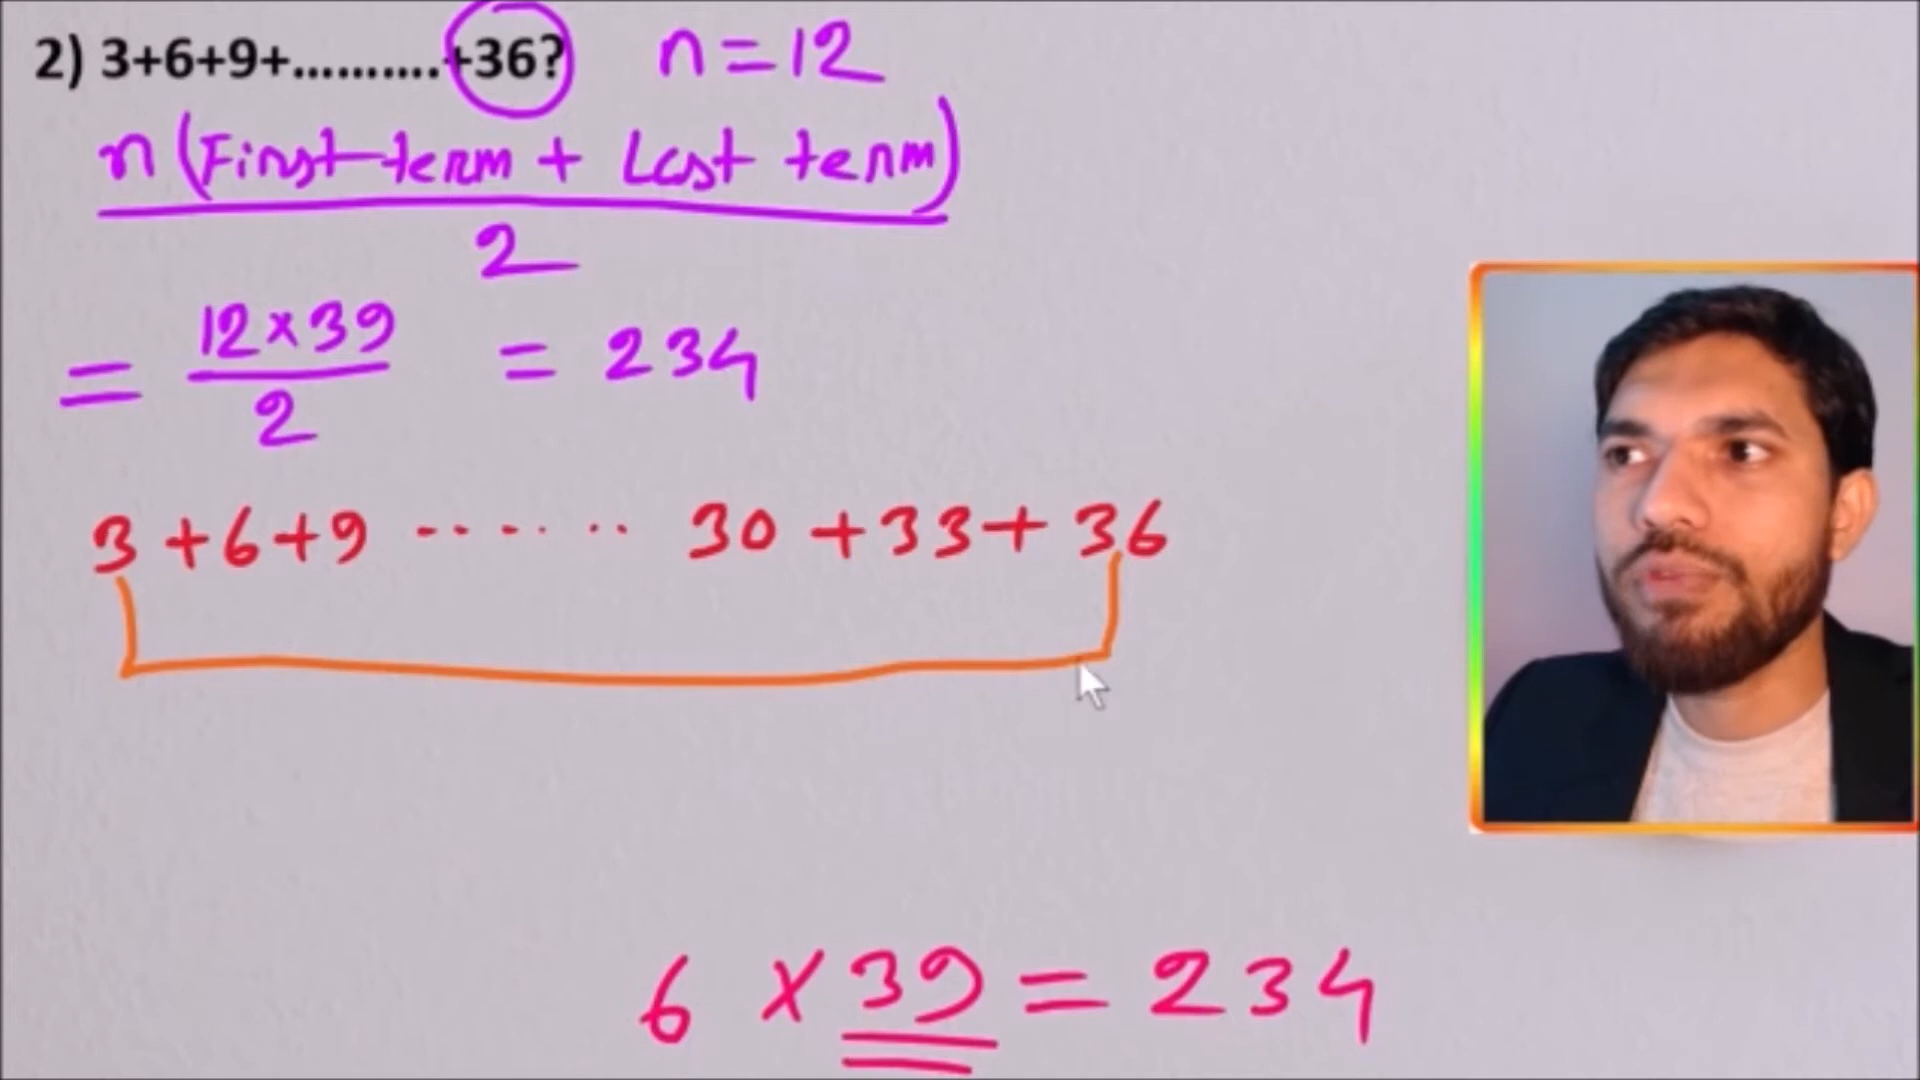 2) 3+6+9+..........+36? n=12
n(First term + Last term)
2
= 12×39 = 234
2
3 +6+9 ------ 30 +33+ 36
6 × 39 = 234